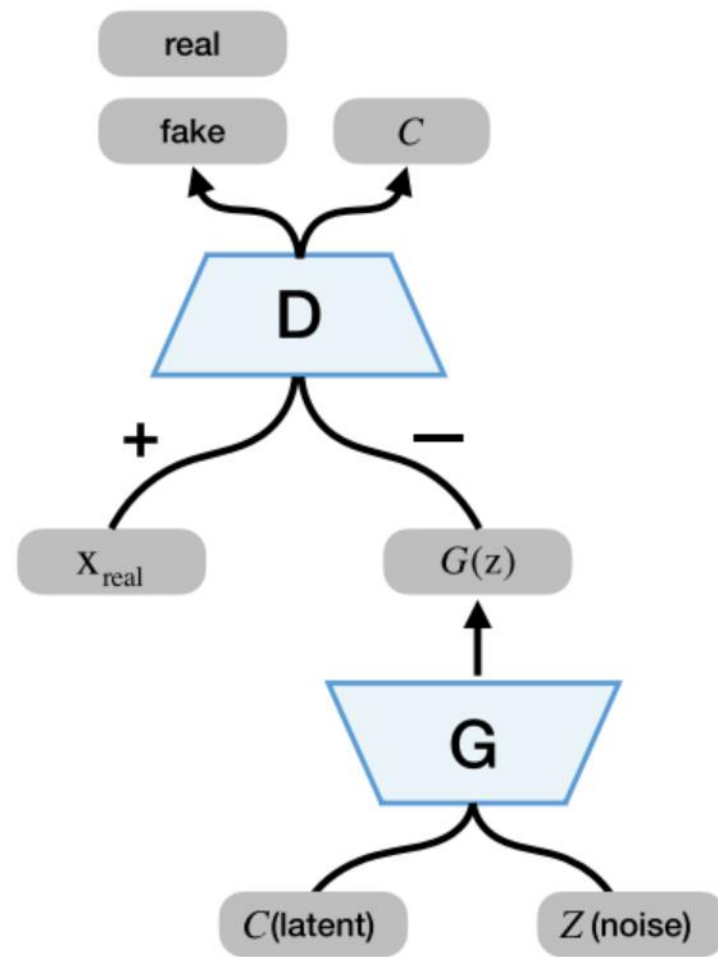 real
fake
C
D
+
—
X_real
G(z)
G
C(latent)
Z (noise)